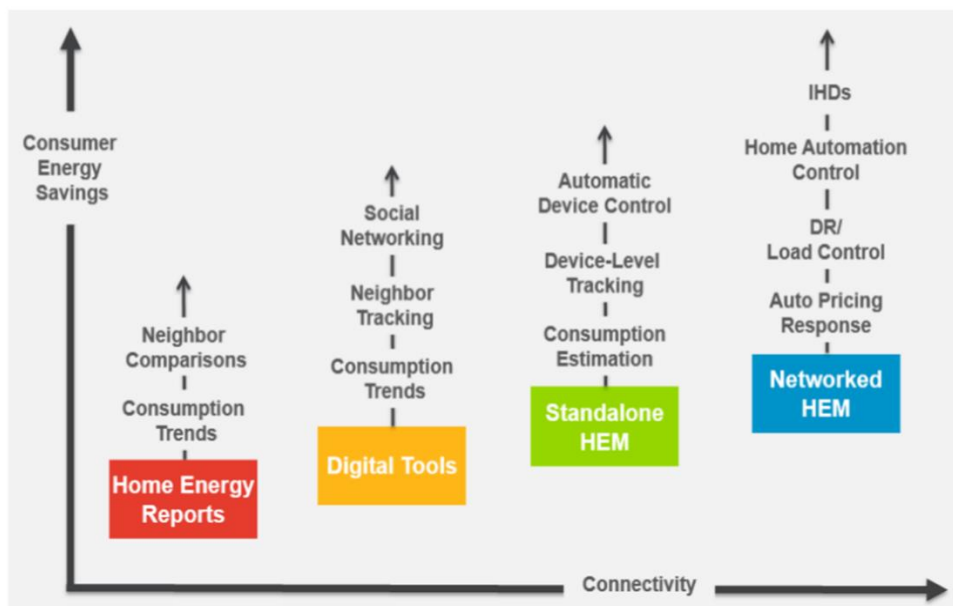 Consumer
Energy
Savings
Neighbor
Comparisons
Consumption
Trends
Home Energy
Reports
Social
Networking
Neighbor
Tracking
Consumption
Trends
Digital Tools
Automatic
Device Control
Device-Level
Tracking
Consumption
Estimation
Standalone
HEM
IHDs
Home Automation
Control
DR/
Load Control
Auto Pricing
Response
Networked
HEM
Connectivity